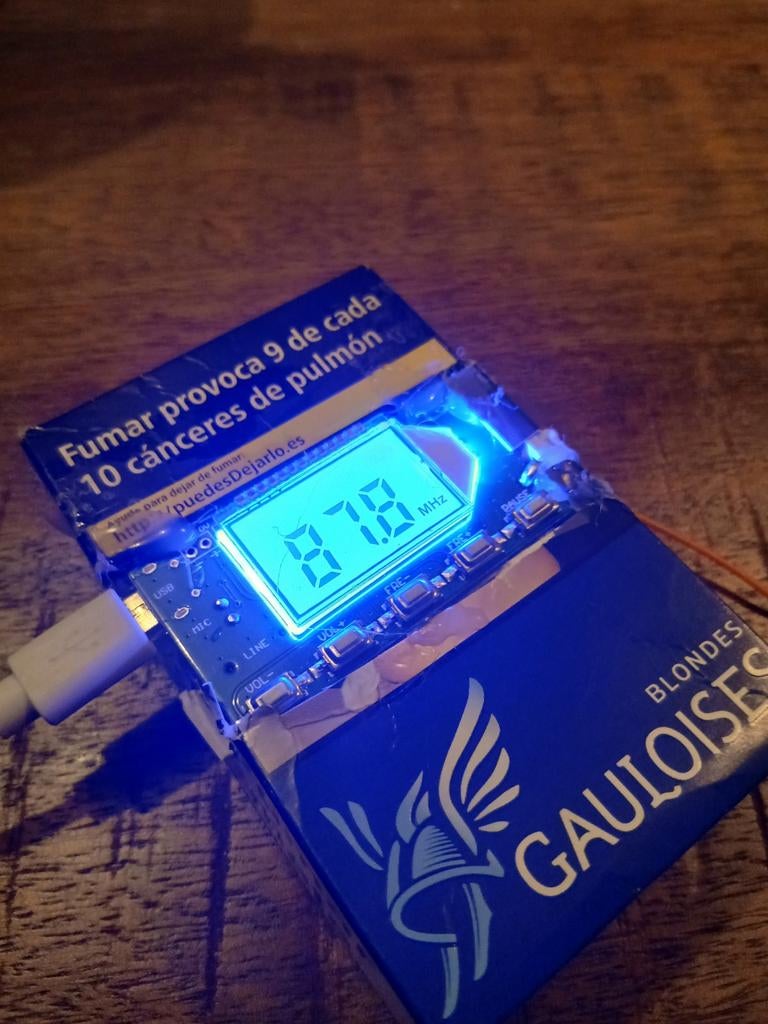 Fumar provoca 9 de cada
10 cánceres de pulmón
Ayuda para dejar de fumar:
http://puedesDejarlo.es
87.8 MHz
USB
MIC
LINE
VOL-
VOL+
FRE-
FRE+
PAUSE
BLONDES
GAULOISES